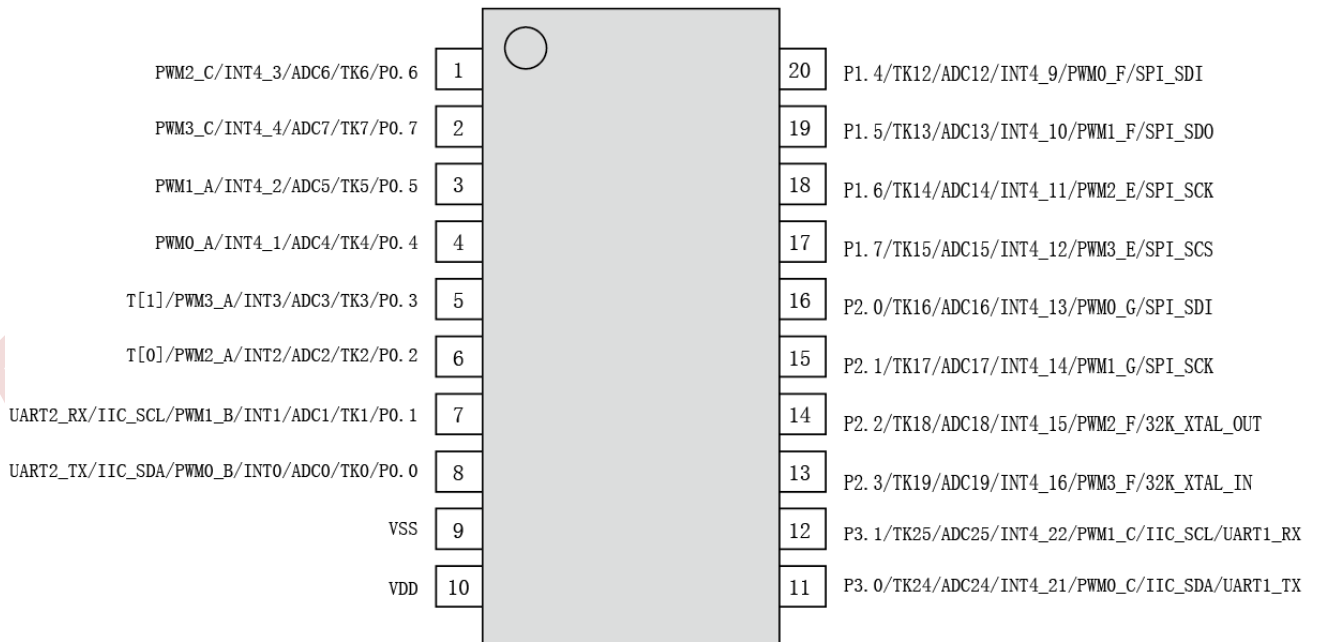 PWM2_C/INT4_3/ADC6/TK6/P0.6 1 20 P1.4/TK12/ADC12/INT4_9/PWM0_F/SPI_SDI
PWM3_C/INT4_4/ADC7/TK7/P0.7 2 19 P1.5/TK13/ADC13/INT4_10/PWM1_F/SPI_SDO
PWM1_A/INT4_2/ADC5/TK5/P0.5 3 18 P1.6/TK14/ADC14/INT4_11/PWM2_E/SPI_SCK
PWM0_A/INT4_1/ADC4/TK4/P0.4 4 17 P1.7/TK15/ADC15/INT4_12/PWM3_E/SPI_SCS
T[1]/PWM3_A/INT3/ADC3/TK3/P0.3 5 16 P2.0/TK16/ADC16/INT4_13/PWM0_G/SPI_SDI
T[0]/PWM2_A/INT2/ADC2/TK2/P0.2 6 15 P2.1/TK17/ADC17/INT4_14/PWM1_G/SPI_SCK
UART2_RX/IIC_SCL/PWM1_B/INT1/ADC1/TK1/P0.1 7 14 P2.2/TK18/ADC18/INT4_15/PWM2_F/32K_XTAL_OUT
UART2_TX/IIC_SDA/PWM0_B/INT0/ADC0/TK0/P0.0 8 13 P2.3/TK19/ADC19/INT4_16/PWM3_F/32K_XTAL_IN
VSS 9 12 P3.1/TK25/ADC25/INT4_22/PWM1_C/IIC_SCL/UART1_RX
VDD 10 11 P3.0/TK24/ADC24/INT4_21/PWM0_C/IIC_SDA/UART1_TX